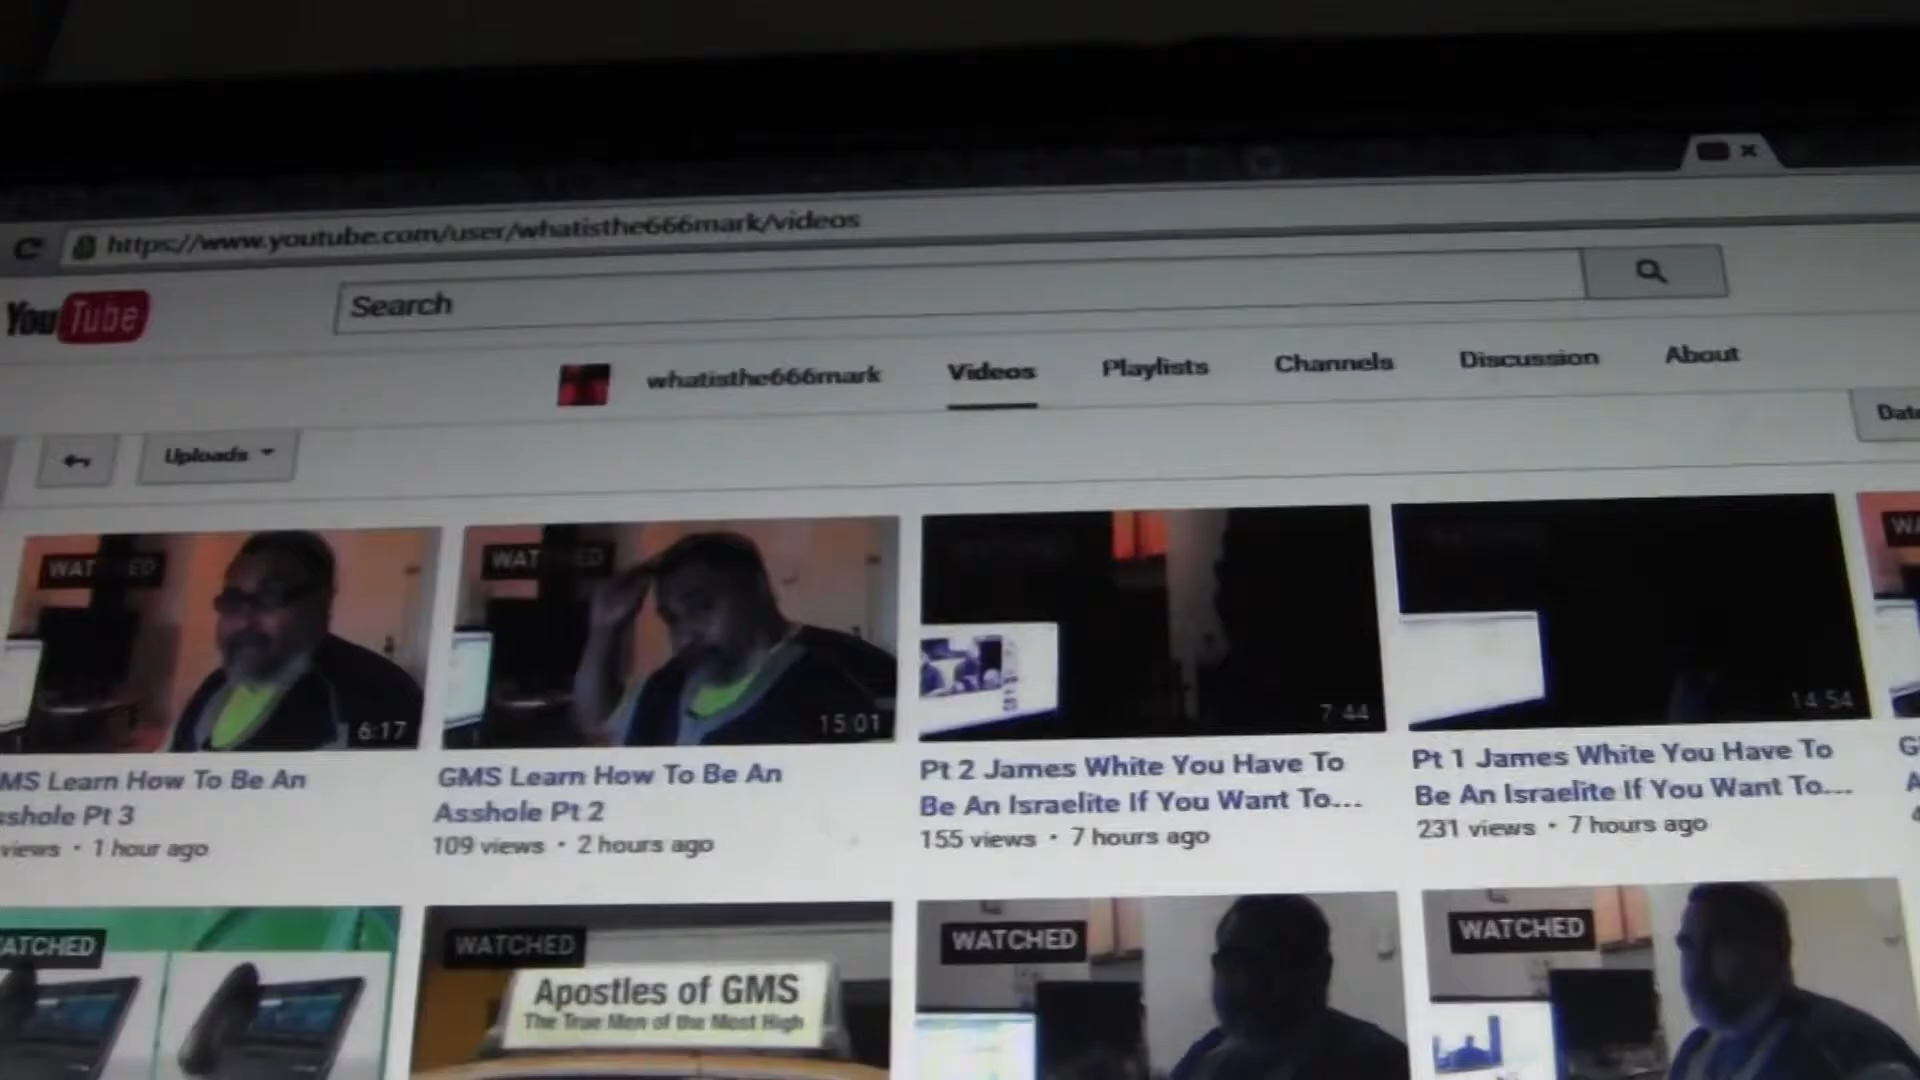 https://www.youtube.com/user/whatisthe666mark/videos
YouTube
Search
whatisthe666mark
Videos
Playlists
Channels
Discussion
About
Uploads
WATCHED
6:17
WATCHED
15:01
7:44
14:54
MS Learn How To Be An
sshole Pt 3
views • 1 hour ago
GMS Learn How To Be An
Asshole Pt 2
109 views • 2 hours ago
Pt 2 James White You Have To
Be An Israelite If You Want To...
155 views • 7 hours ago
Pt 1 James White You Have To
Be An Israelite If You Want To...
231 views • 7 hours ago
ATCHED
WATCHED
Apostles of GMS
The True Men of the Most High
WATCHED
WATCHED